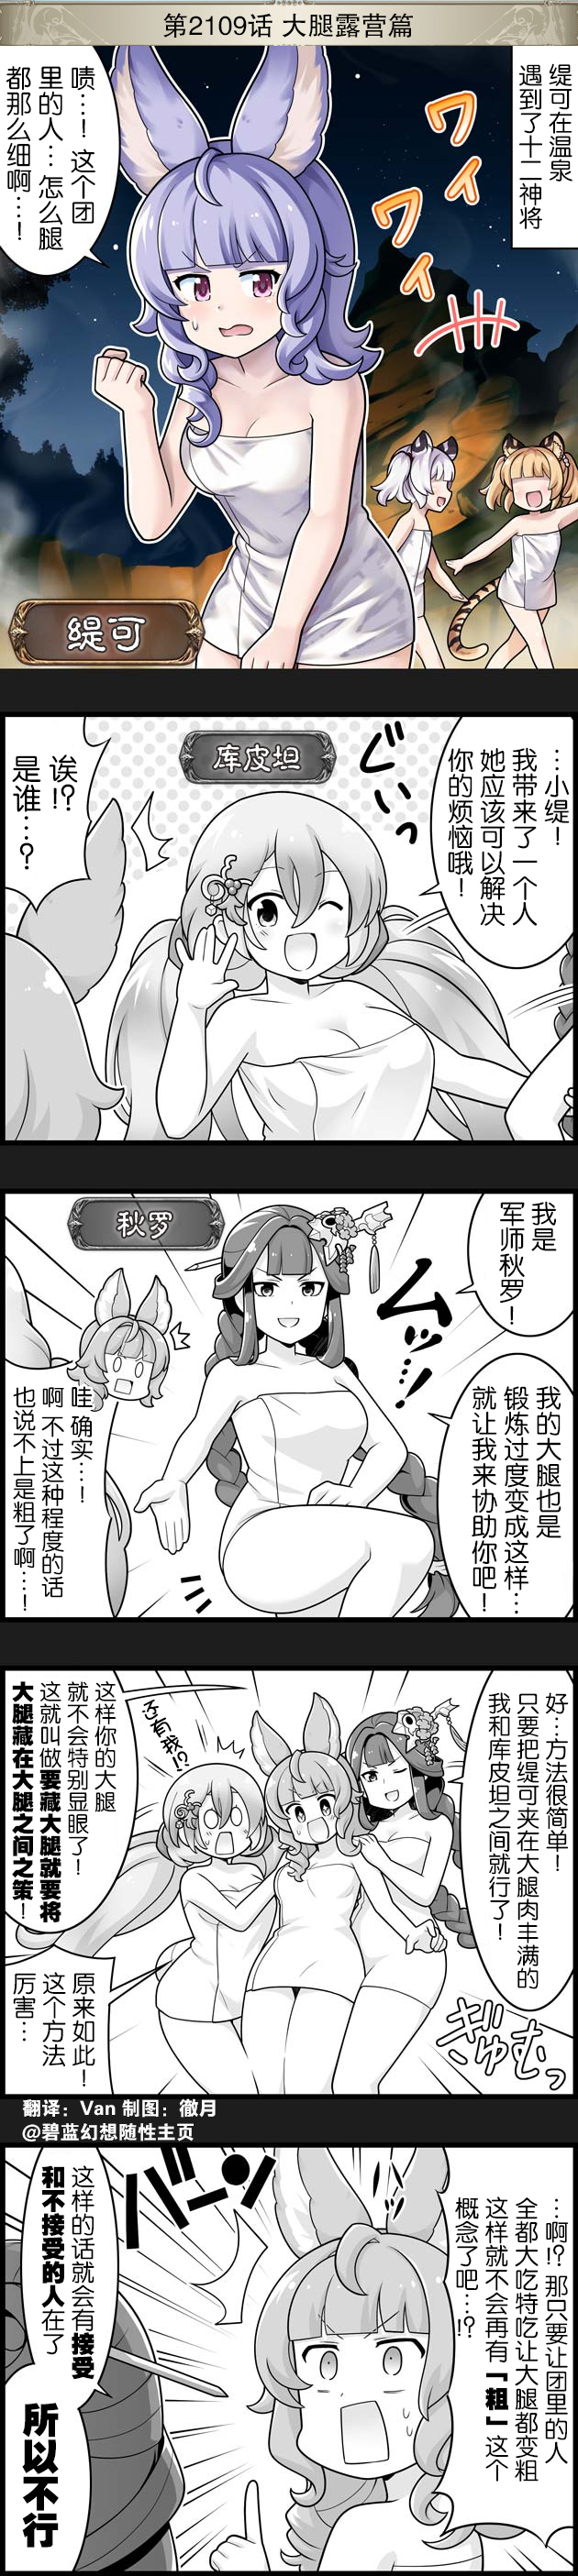 第2109话 大腿露营篇
缇可在温泉
遇到了十二神将
ワイ
ワイ
啧…！这个团
里的人…怎么腿
都那么细啊…！
缇可
…小缇！
我带来了一个人
她应该可以解决
你的烦恼哦！
ぐいっ
库皮坦
诶!?
是谁…?
我是
军师秋罗！
秋罗
ムッ…!
我的大腿也是
锻炼过度变成这样…
就让我来协助你吧！
哇 确实…！
啊 不过这种程度的话
也说不上是粗了啊…！
好…方法很简单！
只要把缇可夹在大腿肉丰满的
我和库皮坦之间就行了！
还有我!?
这样你的大腿
就不会特别显眼了！
这就叫做要藏大腿就要将
大腿藏在大腿之间之策！
ぎゅむっ
原来如此！
这个方法
厉害…
翻译：Van 制图：徹月
@碧蓝幻想随性主页
…啊!? 那只要让团里的人
全都大吃特吃让大腿都变粗
这样就不会再有「粗」这个
概念了吧…!?
バーン
这样的话就会有接受
和不接受的人在了
所以不行